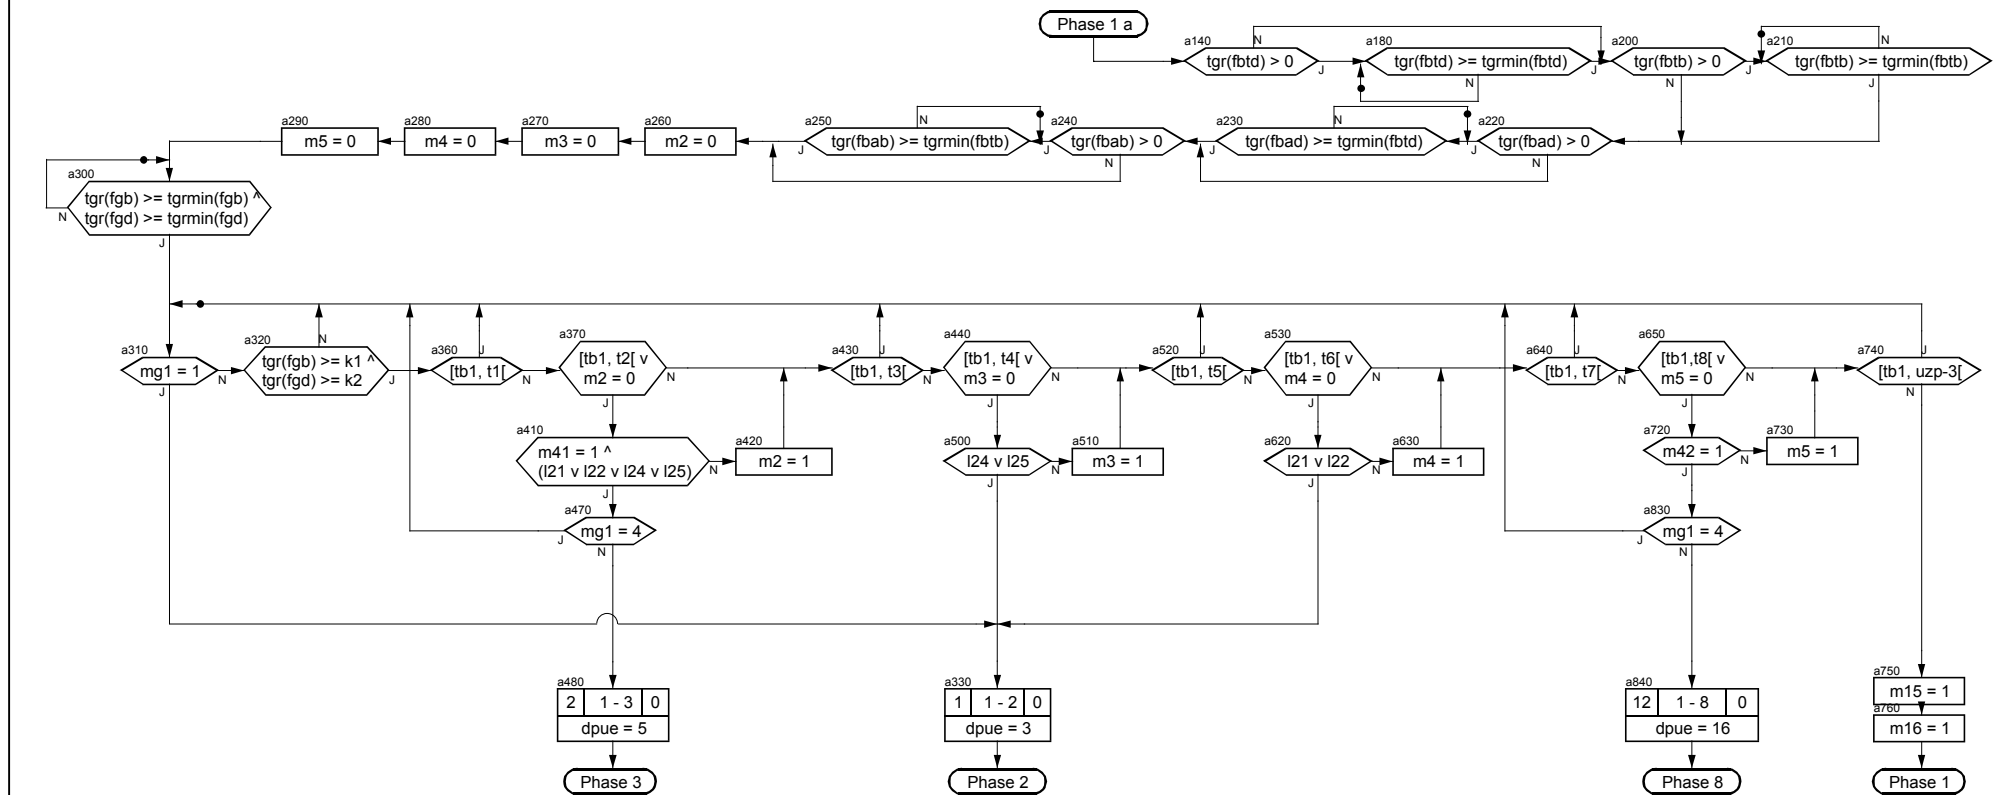 Phase 1 a
a140
tgr(fbtd) > 0
N
J
a180
tgr(fbtd) >= tgrmin(fbtd)
N
J
a200
tgr(fbtb) > 0
N
J
a210
tgr(fbtb) >= tgrmin(fbtb)
N
J
a220
tgr(fbad) > 0
J
N
a230
tgr(fbad) >= tgrmin(fbtd)
N
J
a240
tgr(fbab) > 0
J
N
a250
tgr(fbab) >= tgrmin(fbtb)
N
J
a260
m2 = 0
a270
m3 = 0
a280
m4 = 0
a290
m5 = 0
a300
tgr(fgb) >= tgrmin(fgb) ^
tgr(fgd) >= tgrmin(fgd)
N
J
a310
mg1 = 1
N
J
a320
tgr(fgb) >= k1 ^
tgr(fgd) >= k2
N
J
a360
[tb1, t1[
J
N
a370
[tb1, t2[ v
m2 = 0
N
J
a410
m41 = 1 ^
(l21 v l22 v l24 v l25)
N
J
a420
m2 = 1
a470
mg1 = 4
J
N
a430
[tb1, t3[
J
N
a440
[tb1, t4[ v
m3 = 0
N
J
a500
l24 v l25
N
J
a510
m3 = 1
a520
[tb1, t5[
J
N
a530
[tb1, t6[ v
m4 = 0
N
J
a620
l21 v l22
N
J
a630
m4 = 1
a640
[tb1, t7[
J
N
a650
[tb1,t8[ v
m5 = 0
N
J
a720
m42 = 1
N
J
a730
m5 = 1
a830
mg1 = 4
J
N
a740
[tb1, uzp-3[
J
N
a480
2 1 - 3 0
dpue = 5
Phase 3
a330
1 1 - 2 0
dpue = 3
Phase 2
a840
12 1 - 8 0
dpue = 16
Phase 8
a750
m15 = 1
a760
m16 = 1
Phase 1